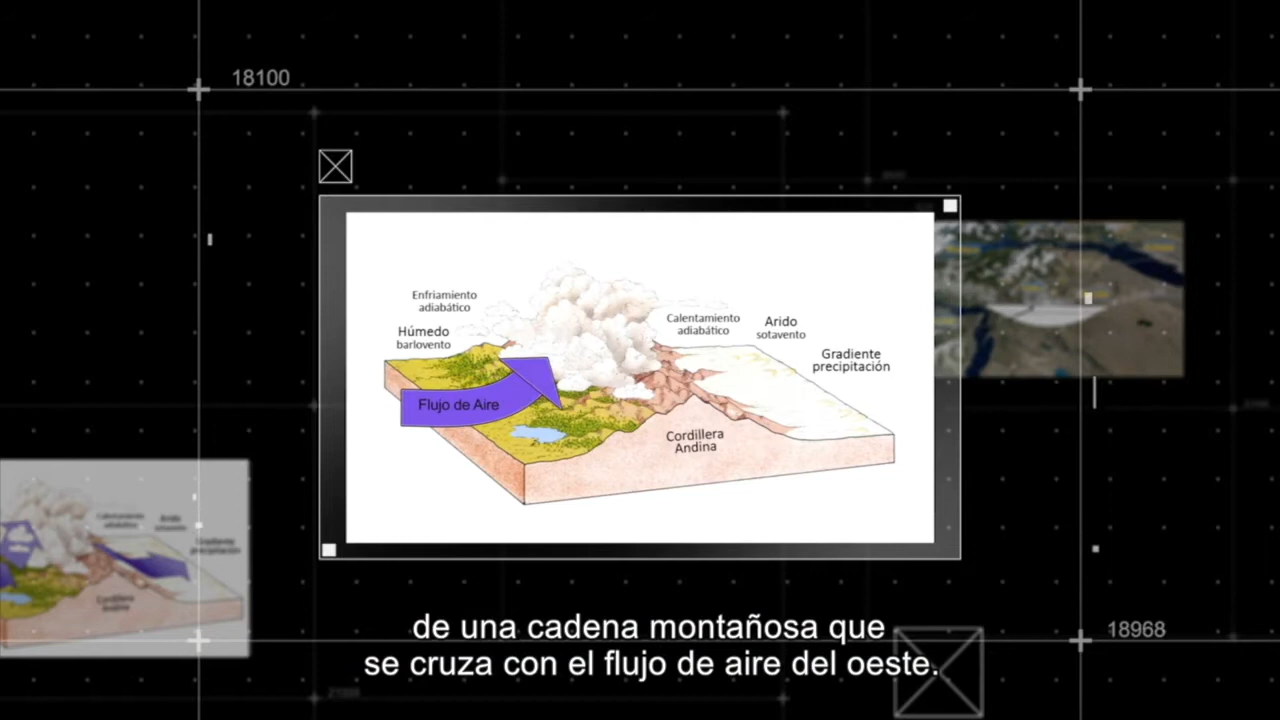 18100
Enfriamiento
adiabático
Húmedo
barlovento
Calentamiento
adiabático
Arido
sotavento
Gradiente
precipitación
Flujo de Aire
Cordillera
Andina
de una cadena montañosa que
se cruza con el flujo de aire del oeste.
18968